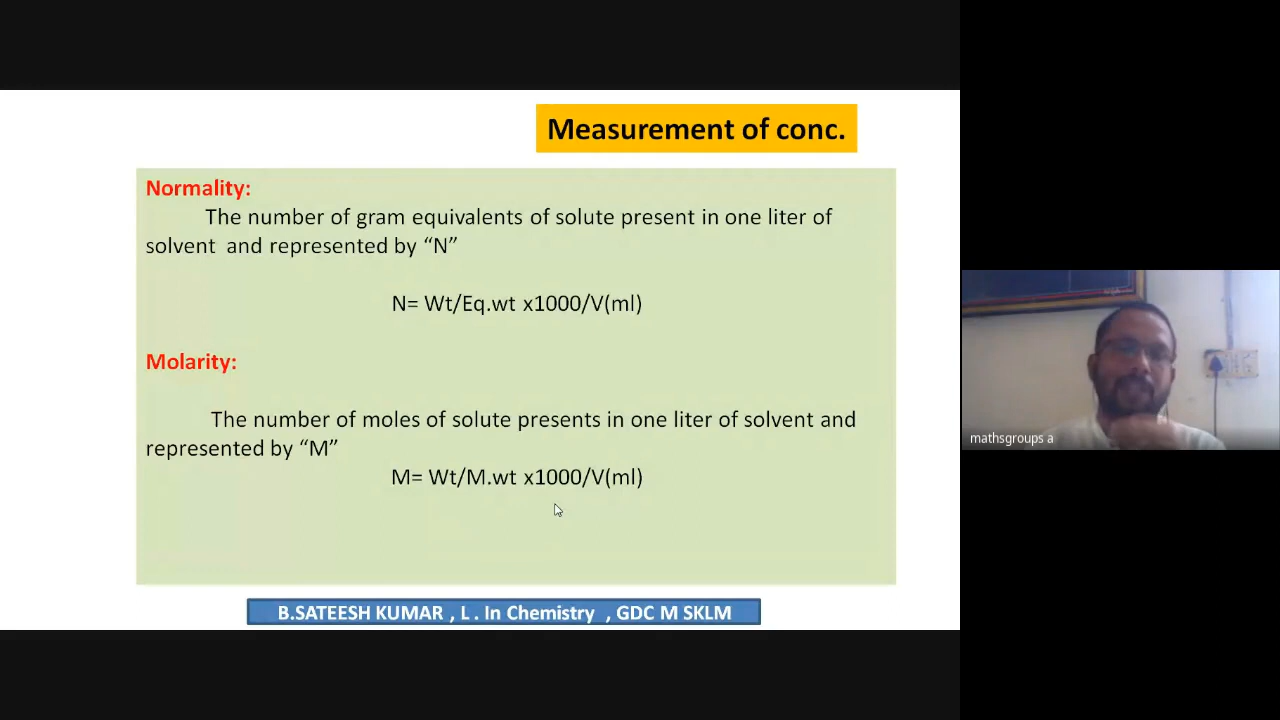 Measurement of conc.
Normality:
The number of gram equivalents of solute present in one liter of
solvent and represented by “N”
N= Wt/Eq.wt x1000/V(ml)
Molarity:
The number of moles of solute presents in one liter of solvent and
represented by “M”
M= Wt/M.wt x1000/V(ml)
B.SATEESH KUMAR , L . In Chemistry , GDC M SKLM
mathsgroups a